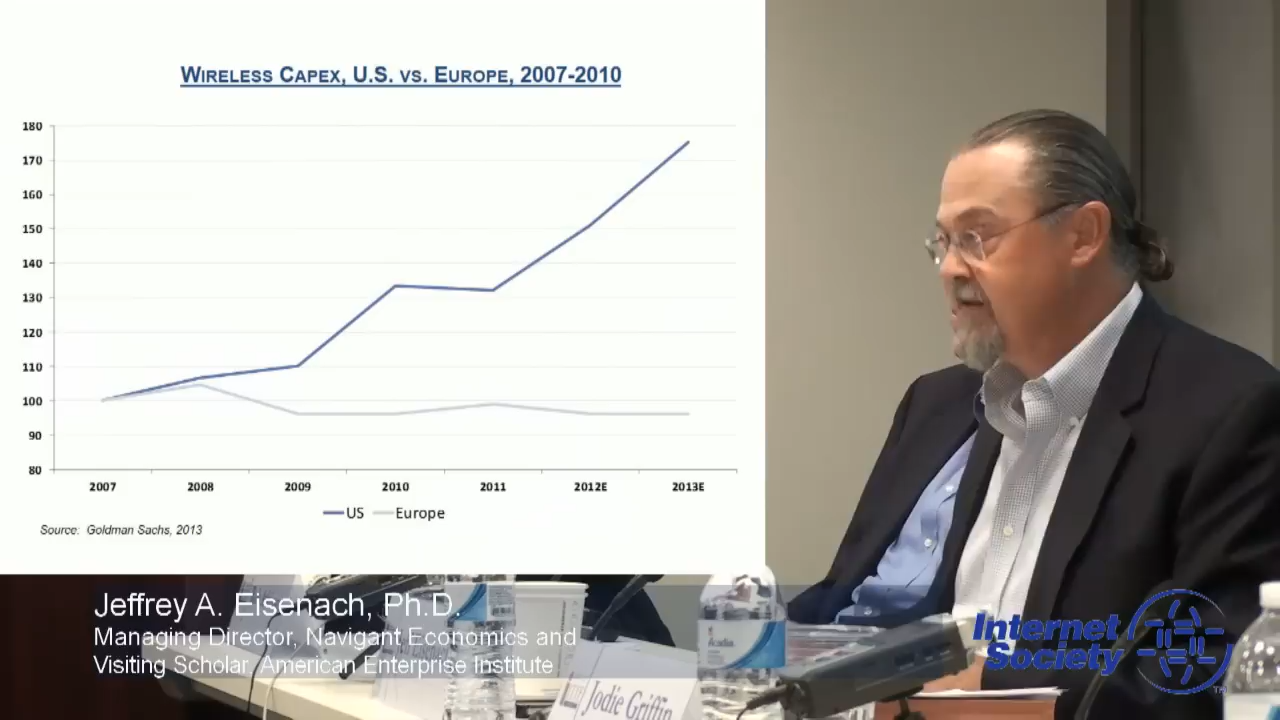 WIRELESS CAPEX, U.S. VS. EUROPE, 2007-2010
180
170
160
150
140
130
120
110
100
90
80
2007 2008 2009 2010 2011 2012E 2013E
US Europe
Source: Goldman Sachs, 2013
Jeffrey A. Eisenach, Ph.D.
Managing Director, Navigant Economics and
Visiting Scholar, American Enterprise Institute
Jodie Griffin
Acadia
Internet
Society
TM